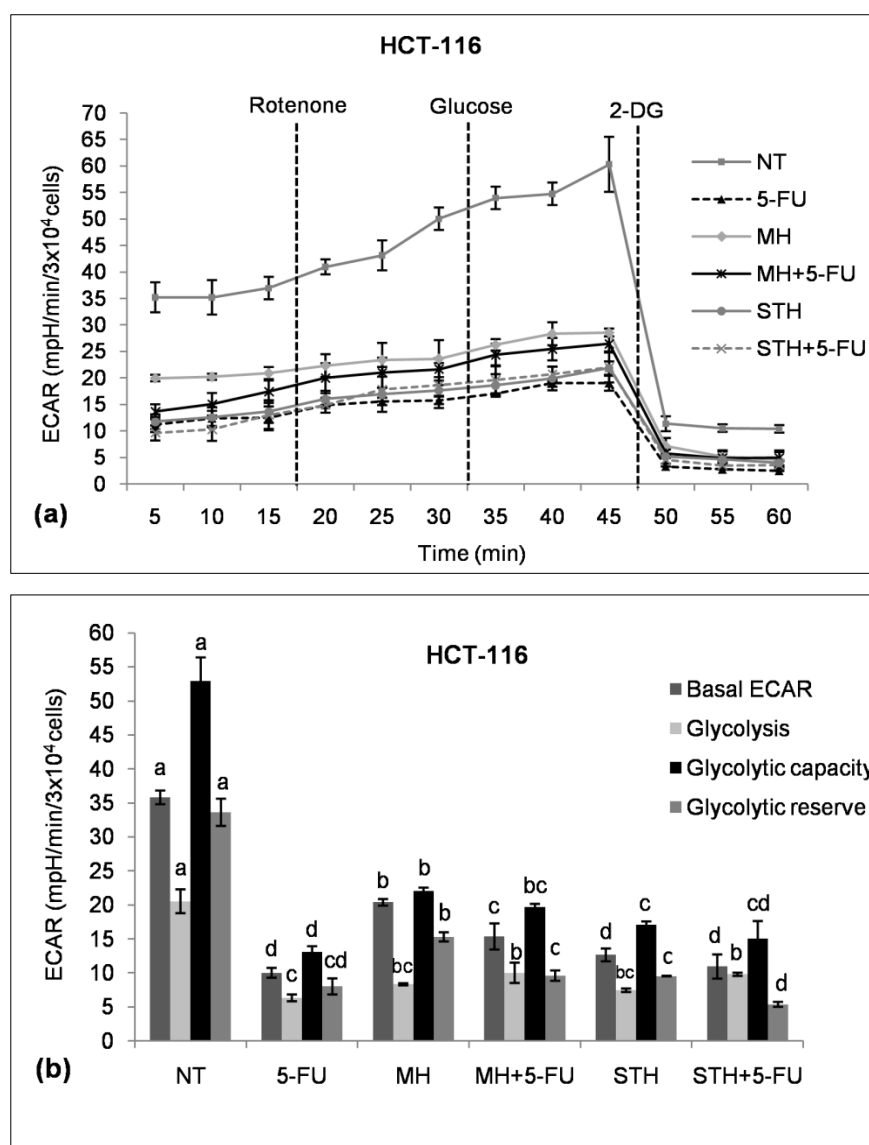 HCT-116
Rotenone
Glucose
2-DG
70
65
60
55
50
45
40
35
30
25
20
15
10
5
0
ECAR (mpH/min/3x10⁴cells)
NT
5-FU
MH
MH+5-FU
STH
STH+5-FU
5 10 15 20 25 30 35 40 45 50 55 60
Time (min)
(a)
HCT-116
60
55
50
45
40
35
30
25
20
15
10
5
0
ECAR (mpH/min/3x10⁴cells)
Basal ECAR
Glycolysis
Glycolytic capacity
Glycolytic reserve
a a a a
d c d cd
b bc b b
c b bc c
d bc c c
d b cd d
NT 5-FU MH MH+5-FU STH STH+5-FU
(b)